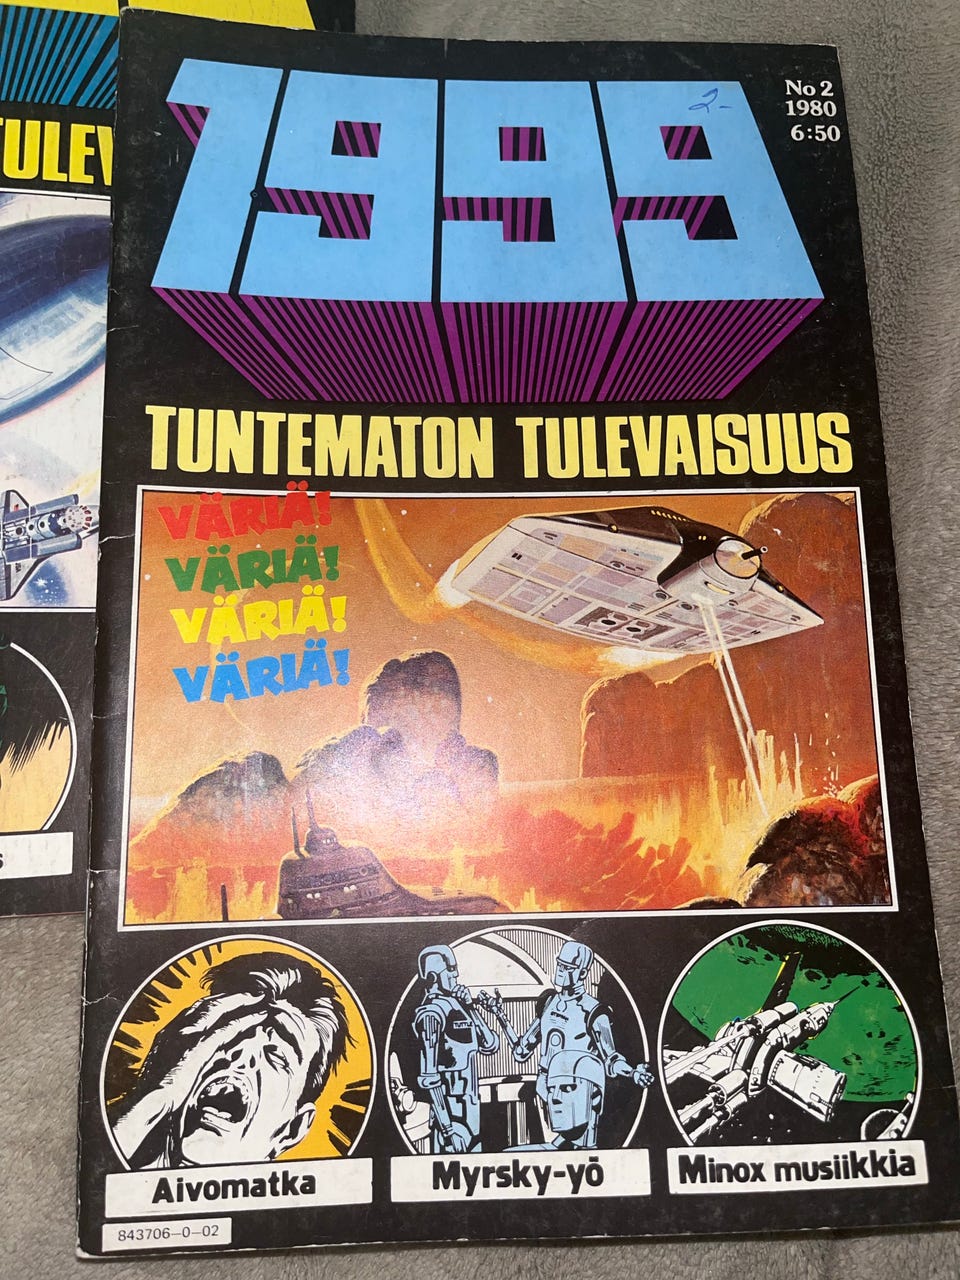 1999
2-
No 2
1980
6:50
TULEV
TUNTEMATON TULEVAISUUS
VÄRIÄ!
VÄRIÄ!
VÄRIÄ!
VÄRIÄ!
TUTTLE
s
Aivomatka
Myrsky-yö
Minox musiikkia
843706-0-02